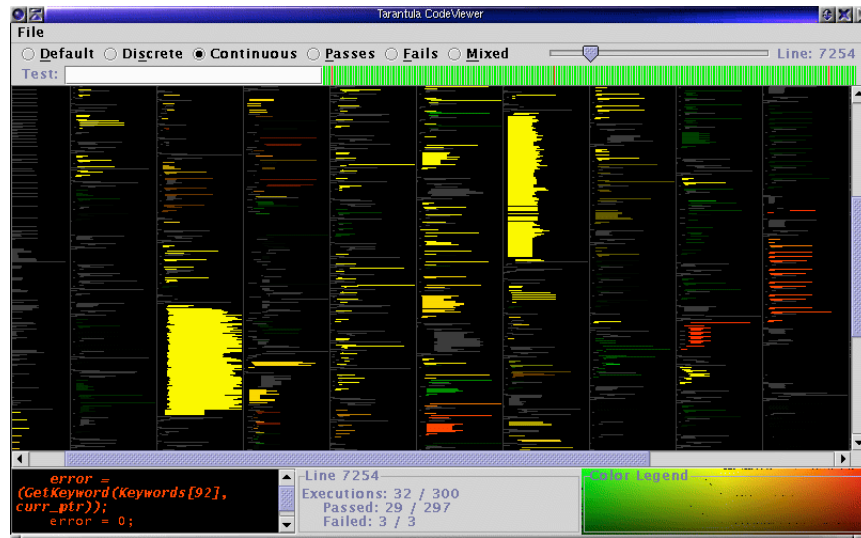 Tarantula CodeViewer
File
Default Discrete Continuous Passes Fails Mixed Line: 7254
Test:
error =
(GetKeyword(Keywords[92],
curr_ptr));
error = 0;
Line 7254
Executions: 32 / 300
Passed: 29 / 297
Failed: 3 / 3
Color Legend